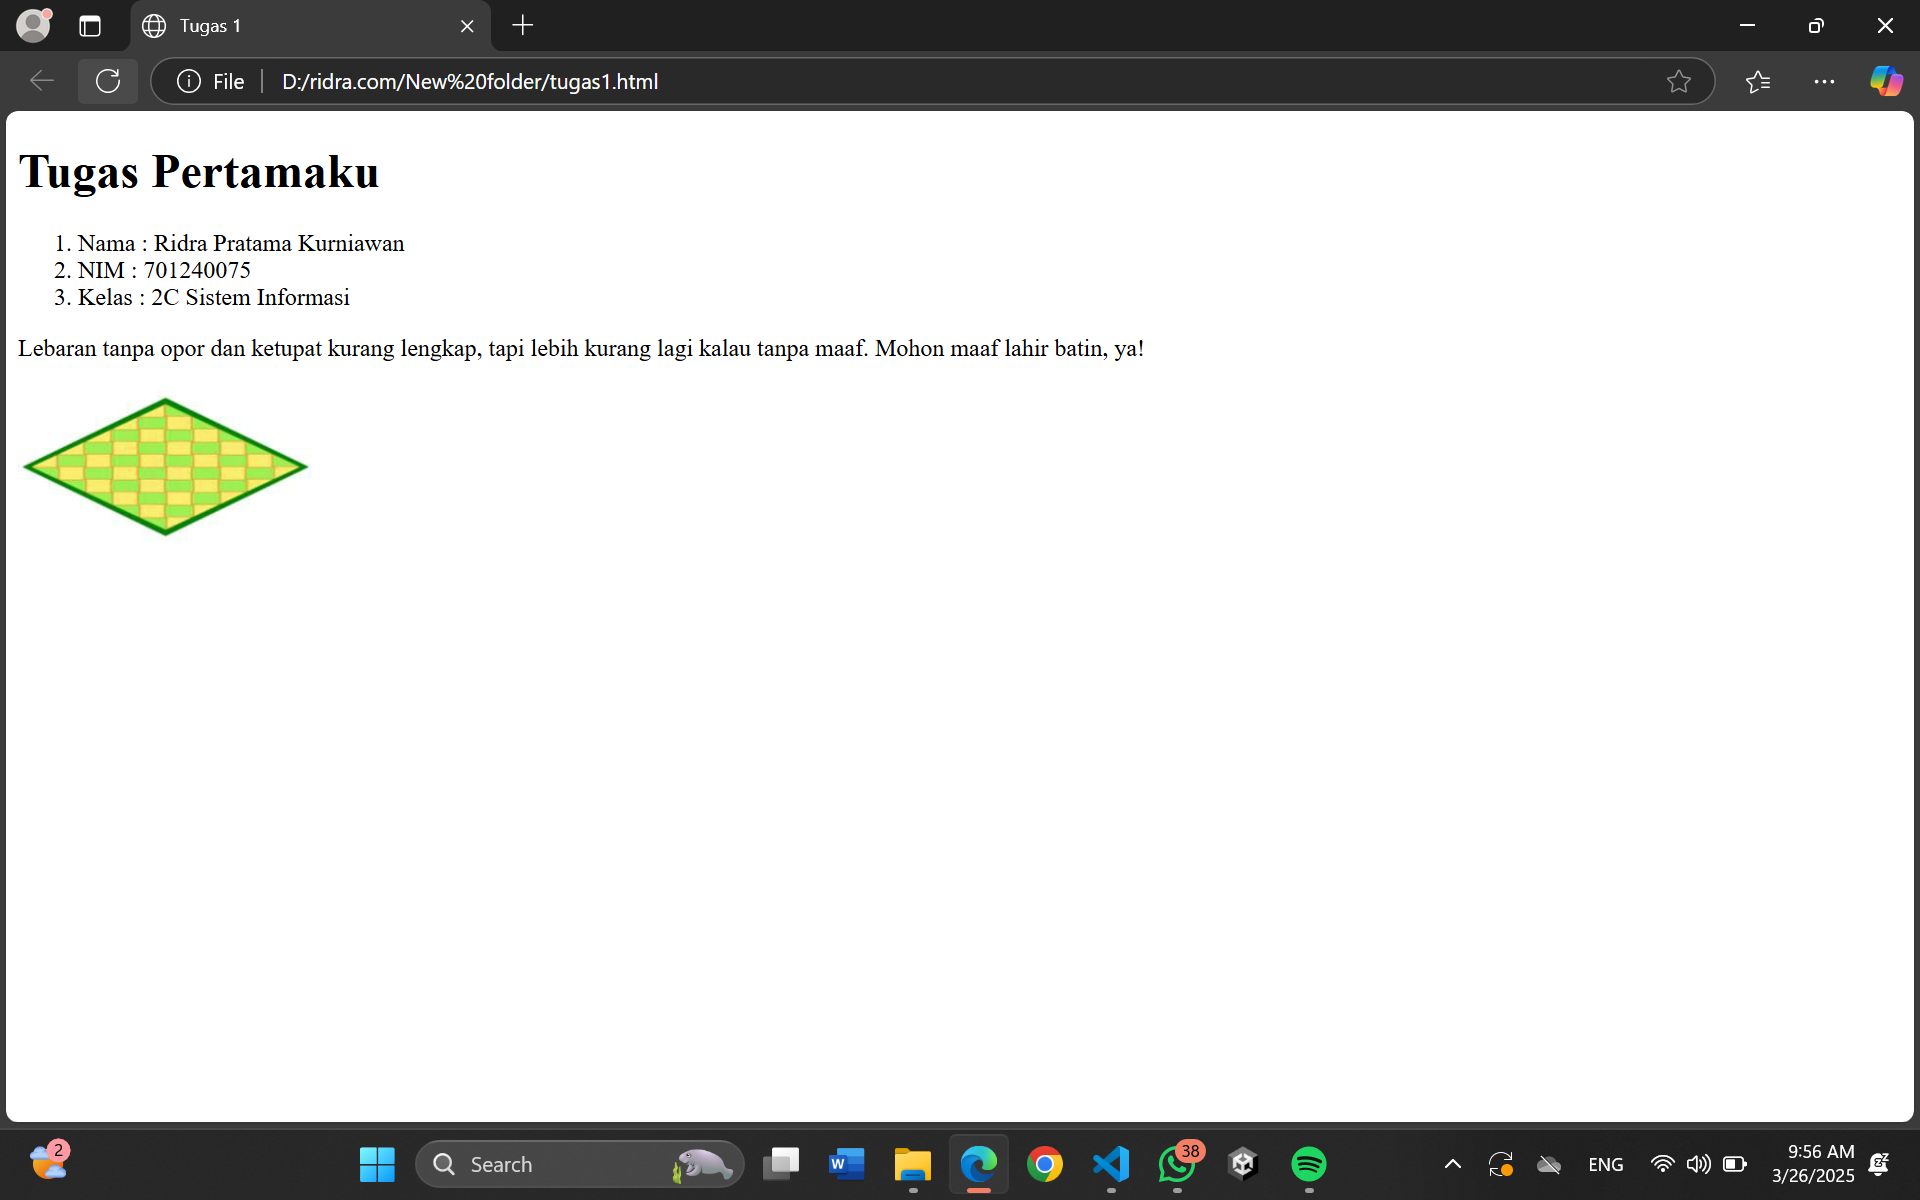 Tugas 1
File
D:/ridra.com/New%20folder/tugas1.html
Tugas Pertamaku
1. Nama : Ridra Pratama Kurniawan
2. NIM : 701240075
3. Kelas : 2C Sistem Informasi
Lebaran tanpa opor dan ketupat kurang lengkap, tapi lebih kurang lagi kalau tanpa maaf. Mohon maaf lahir batin, ya!
2
Search
W
38
ENG
9:56 AM
3/26/2025